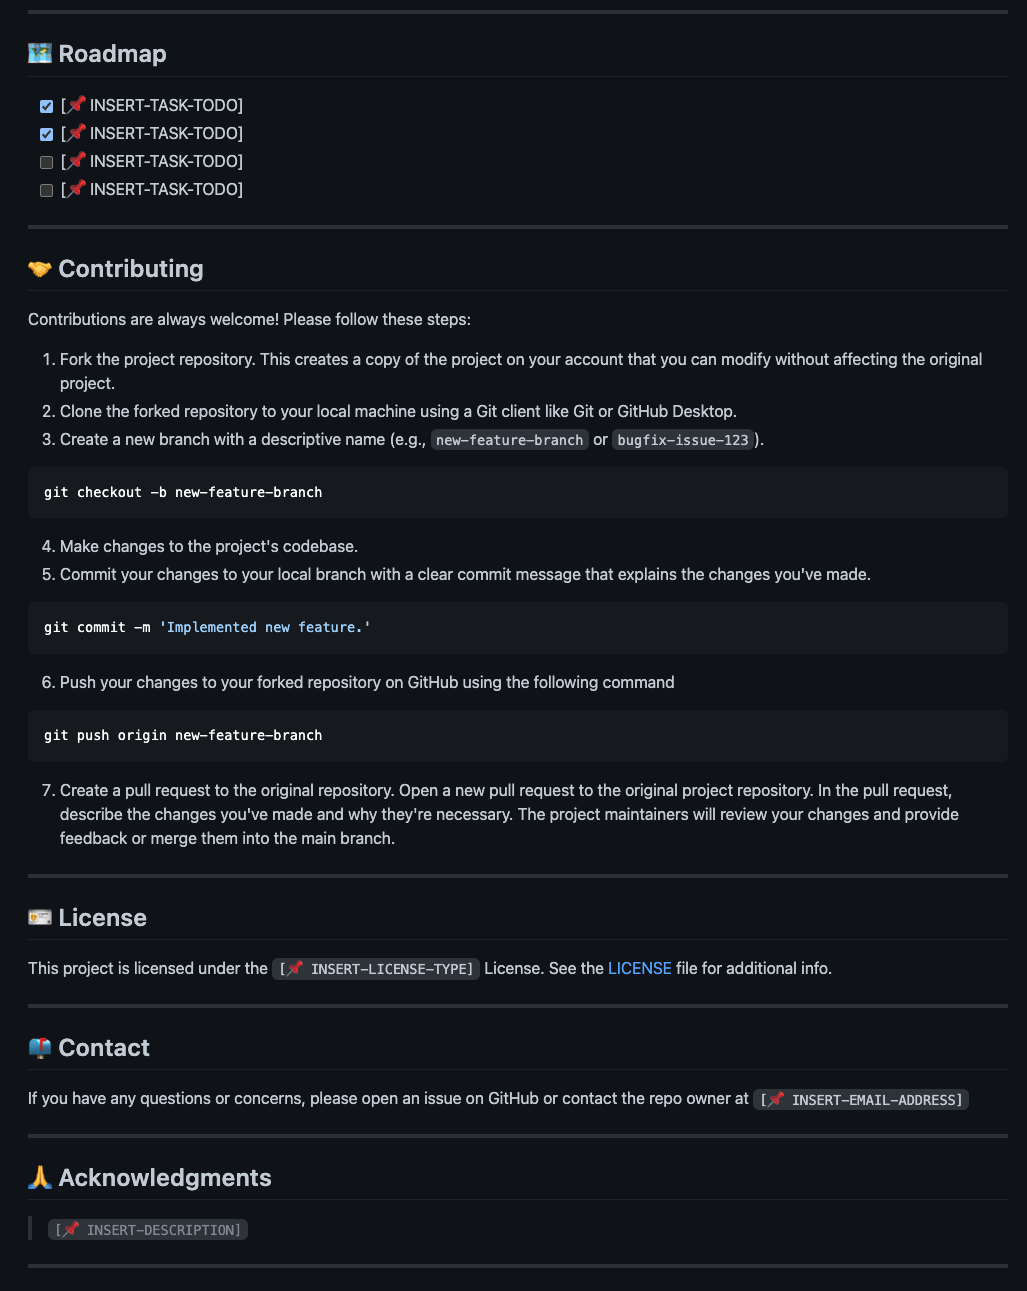 🗺️ Roadmap
[📌 INSERT-TASK-TODO]
[📌 INSERT-TASK-TODO]
[📌 INSERT-TASK-TODO]
[📌 INSERT-TASK-TODO]
🤝 Contributing
Contributions are always welcome! Please follow these steps:
1. Fork the project repository. This creates a copy of the project on your account that you can modify without affecting the original
project.
2. Clone the forked repository to your local machine using a Git client like Git or GitHub Desktop.
3. Create a new branch with a descriptive name (e.g., new-feature-branch or bugfix-issue-123).
git checkout -b new-feature-branch
4. Make changes to the project's codebase.
5. Commit your changes to your local branch with a clear commit message that explains the changes you've made.
git commit -m 'Implemented new feature.'
6. Push your changes to your forked repository on GitHub using the following command
git push origin new-feature-branch
7. Create a pull request to the original repository. Open a new pull request to the original project repository. In the pull request,
describe the changes you've made and why they're necessary. The project maintainers will review your changes and provide
feedback or merge them into the main branch.
🪪 License
This project is licensed under the [📌 INSERT-LICENSE-TYPE] License. See the LICENSE file for additional info.
📫 Contact
If you have any questions or concerns, please open an issue on GitHub or contact the repo owner at [📌 INSERT-EMAIL-ADDRESS]
🙏 Acknowledgments
[📌 INSERT-DESCRIPTION]